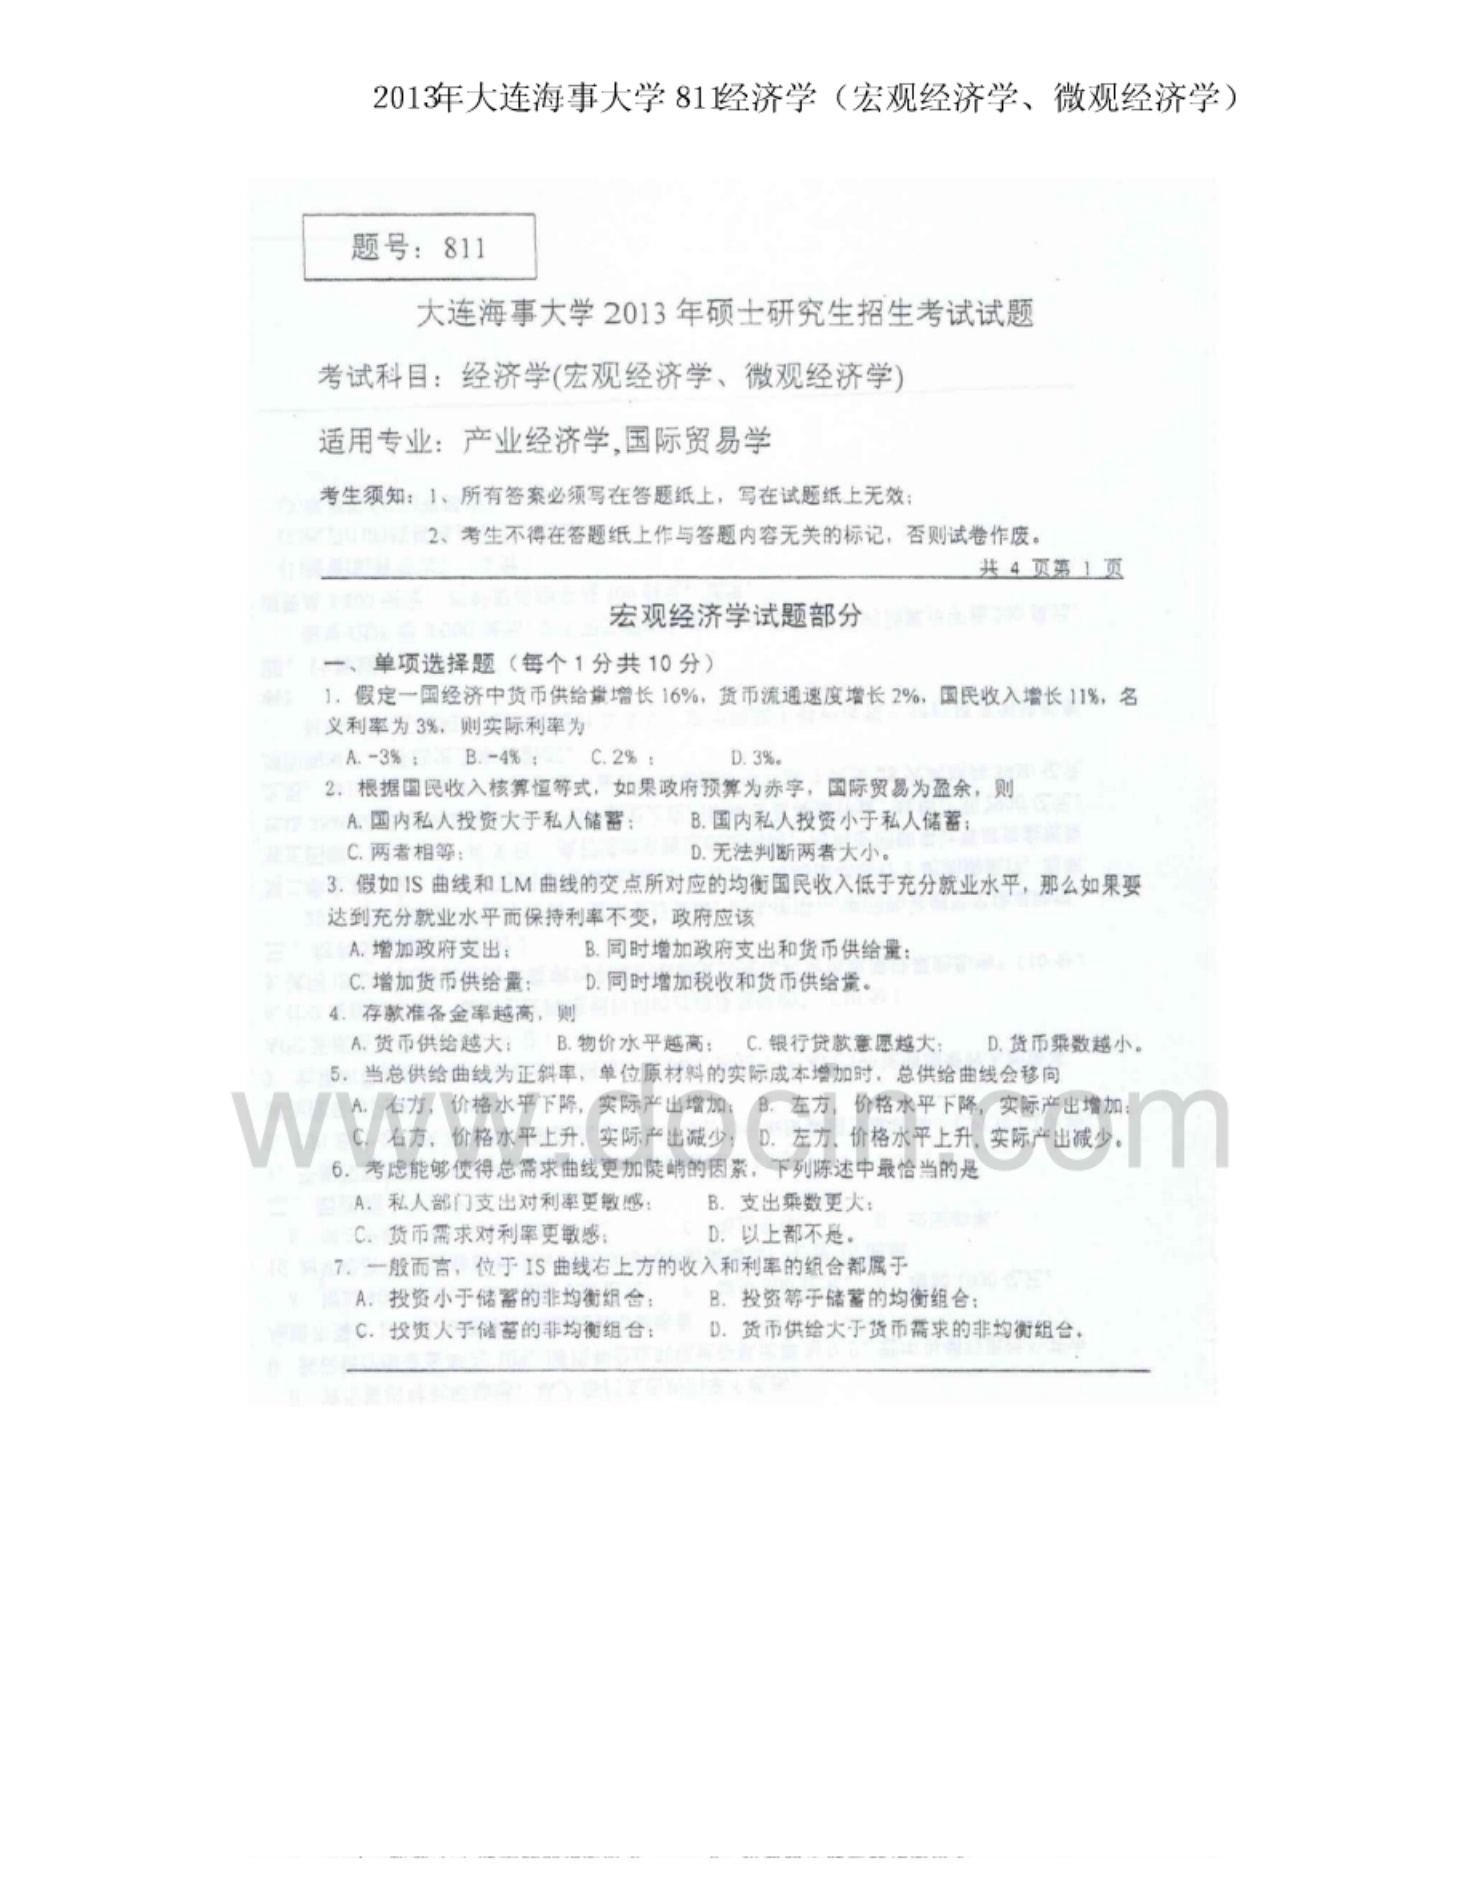 2013年大连海事大学811经济学（宏观经济学、微观经济学）
题号：811
大连海事大学2013年硕士研究生招生考试试题
考试科目：经济学(宏观经济学、微观经济学)
适用专业：产业经济学,国际贸易学
考生须知：1、所有答案必须写在答题纸上，写在试题纸上无效；
2、考生不得在答题纸上作与答题内容无关的标记，否则试卷作废。
共 4 页第 1 页
宏观经济学试题部分
一、单项选择题（每个1分共10分）
1．假定一国经济中货币供给量增长16%，货币流通速度增长2%，国民收入增长11%，名
义利率为3%，则实际利率为
A.-3%； B.-4%； C.2%； D.3%。
2．根据国民收入核算恒等式，如果政府预算为赤字，国际贸易为盈余，则
A.国内私人投资大于私人储蓄； B.国内私人投资小于私人储蓄；
C.两者相等； D.无法判断两者大小。
3．假如IS曲线和LM曲线的交点所对应的均衡国民收入低于充分就业水平，那么如果要
达到充分就业水平而保持利率不变，政府应该
A.增加政府支出； B.同时增加政府支出和货币供给量；
C.增加货币供给量； D.同时增加税收和货币供给量。
4．存款准备金率越高，则
A.货币供给越大； B.物价水平越高； C.银行贷款意愿越大； D.货币乘数越小。
5．当总供给曲线为正斜率，单位原材料的实际成本增加时，总供给曲线会移向
A．右方，价格水平下降，实际产出增加； B．左方，价格水平下降，实际产出增加；
C．右方，价格水平上升，实际产出减少； D．左方，价格水平上升，实际产出减少。
www.docin.com
6．考虑能够使得总需求曲线更加陡峭的因素，下列陈述中最恰当的是
A．私人部门支出对利率更敏感； B．支出乘数更大；
C．货币需求对利率更敏感； D．以上都不是。
7．一般而言，位于IS曲线右上方的收入和利率的组合都属于
A．投资小于储蓄的非均衡组合； B．投资等于储蓄的均衡组合；
C．投资大于储蓄的非均衡组合； D．货币供给大于货币需求的非均衡组合。